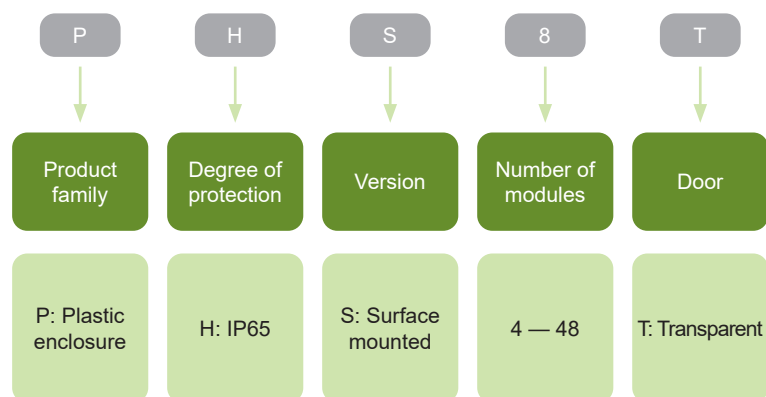 P
H
S
8
T
Product
family
Degree of
protection
Version
Number of
modules
Door
P: Plastic
enclosure
H: IP65
S: Surface
mounted
4 — 48
T: Transparent